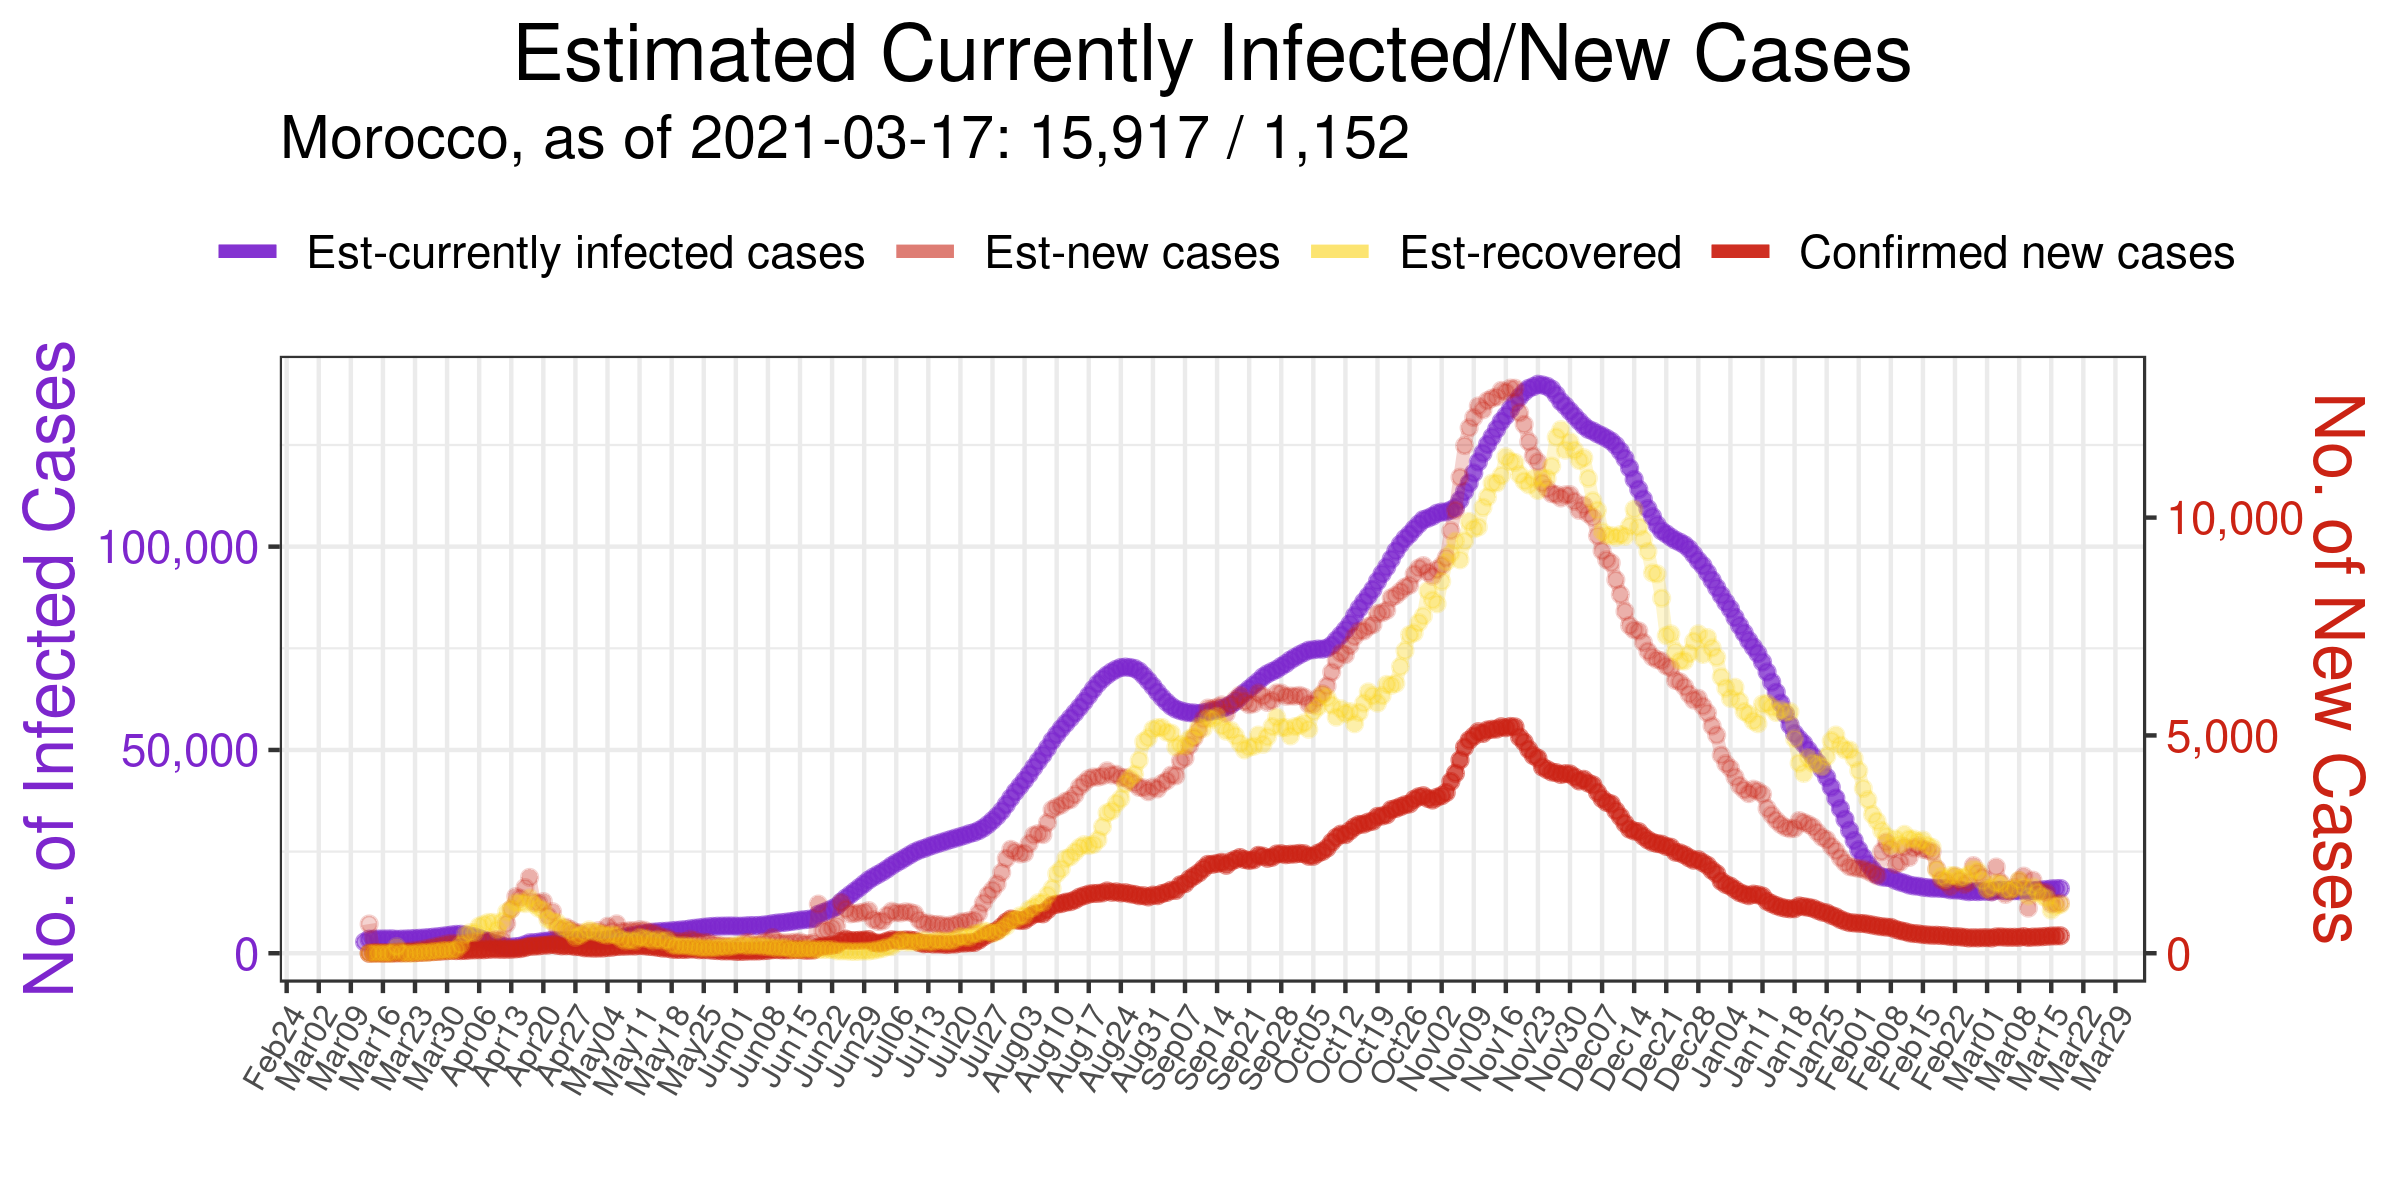 Estimated Currently Infected/New Cases
Morocco, as of 2021-03-17: 15,917 / 1,152
Est-currently infected cases Est-new cases Est-recovered Confirmed new cases
No. of Infected Cases
100,000
50,000
0
10,000
5,000
0
No. of New Cases
Feb24 Mar02 Mar09 Mar16 Mar23 Mar30 Apr06 Apr13 Apr20 Apr27 May04 May11 May18 May25 Jun01 Jun08 Jun15 Jun22 Jun29 Jul06 Jul13 Jul20 Jul27 Aug03 Aug10 Aug17 Aug24 Aug31 Sep07 Sep14 Sep21 Sep28 Oct05 Oct12 Oct19 Oct26 Nov02 Nov09 Nov16 Nov23 Nov30 Dec07 Dec14 Dec21 Dec28 Jan04 Jan11 Jan18 Jan25 Feb01 Feb08 Feb15 Feb22 Mar01 Mar08 Mar15 Mar22 Mar29